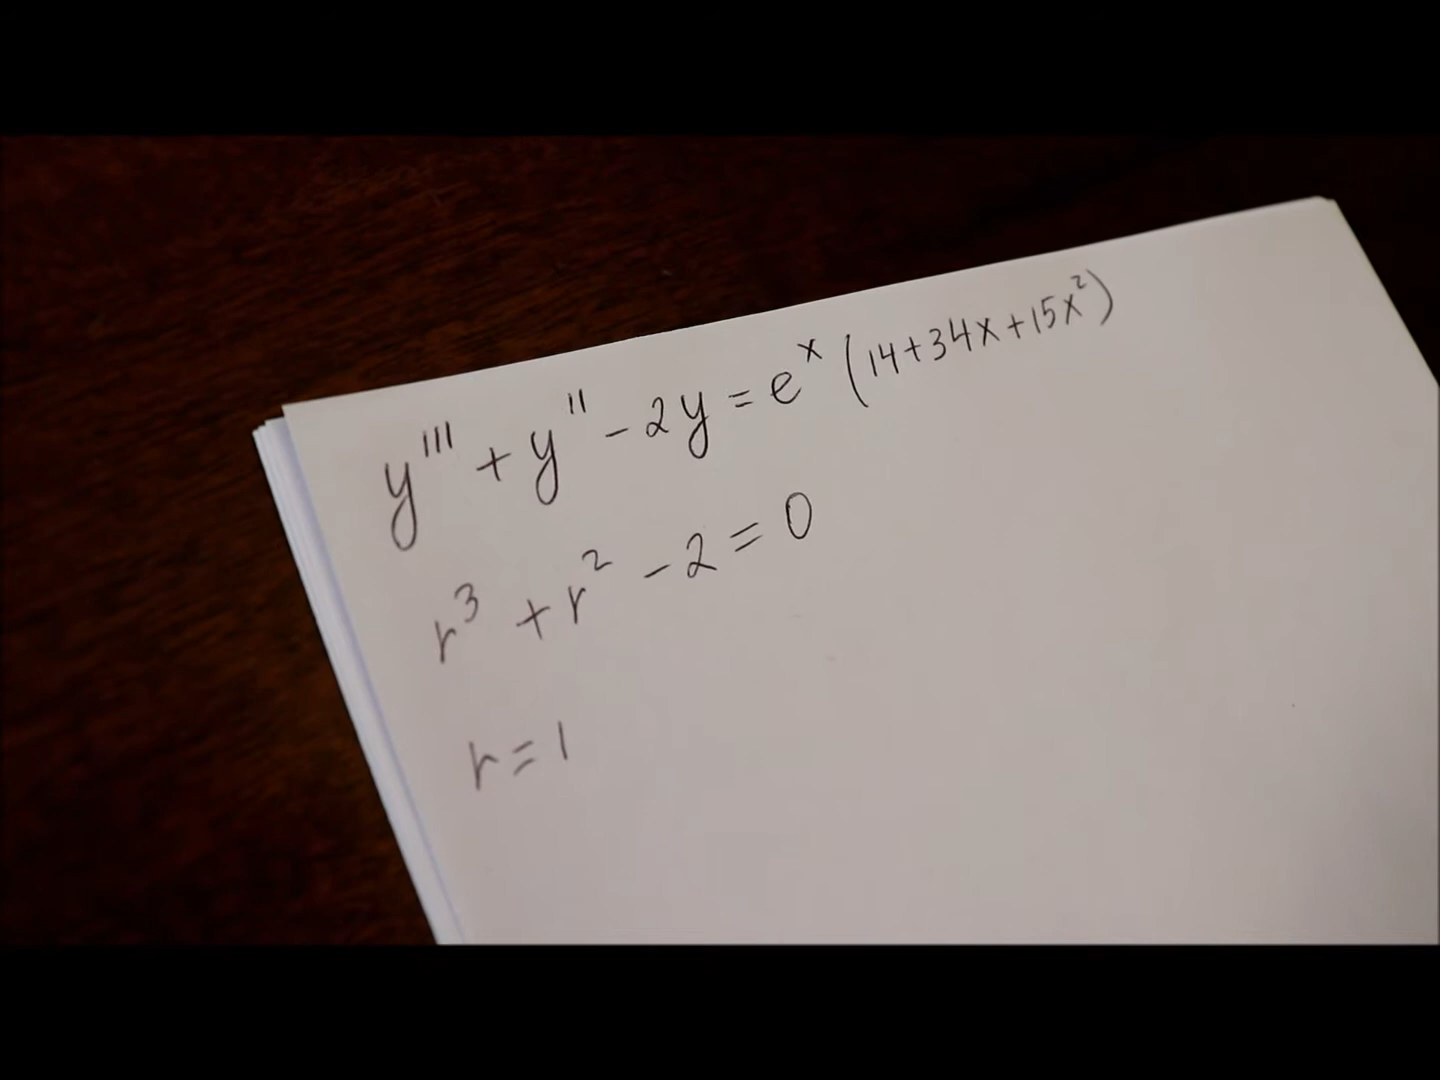 y''' + y'' - 2y = e^x (14+34x+15x^2)
r^3 + r^2 - 2 = 0
r = 1